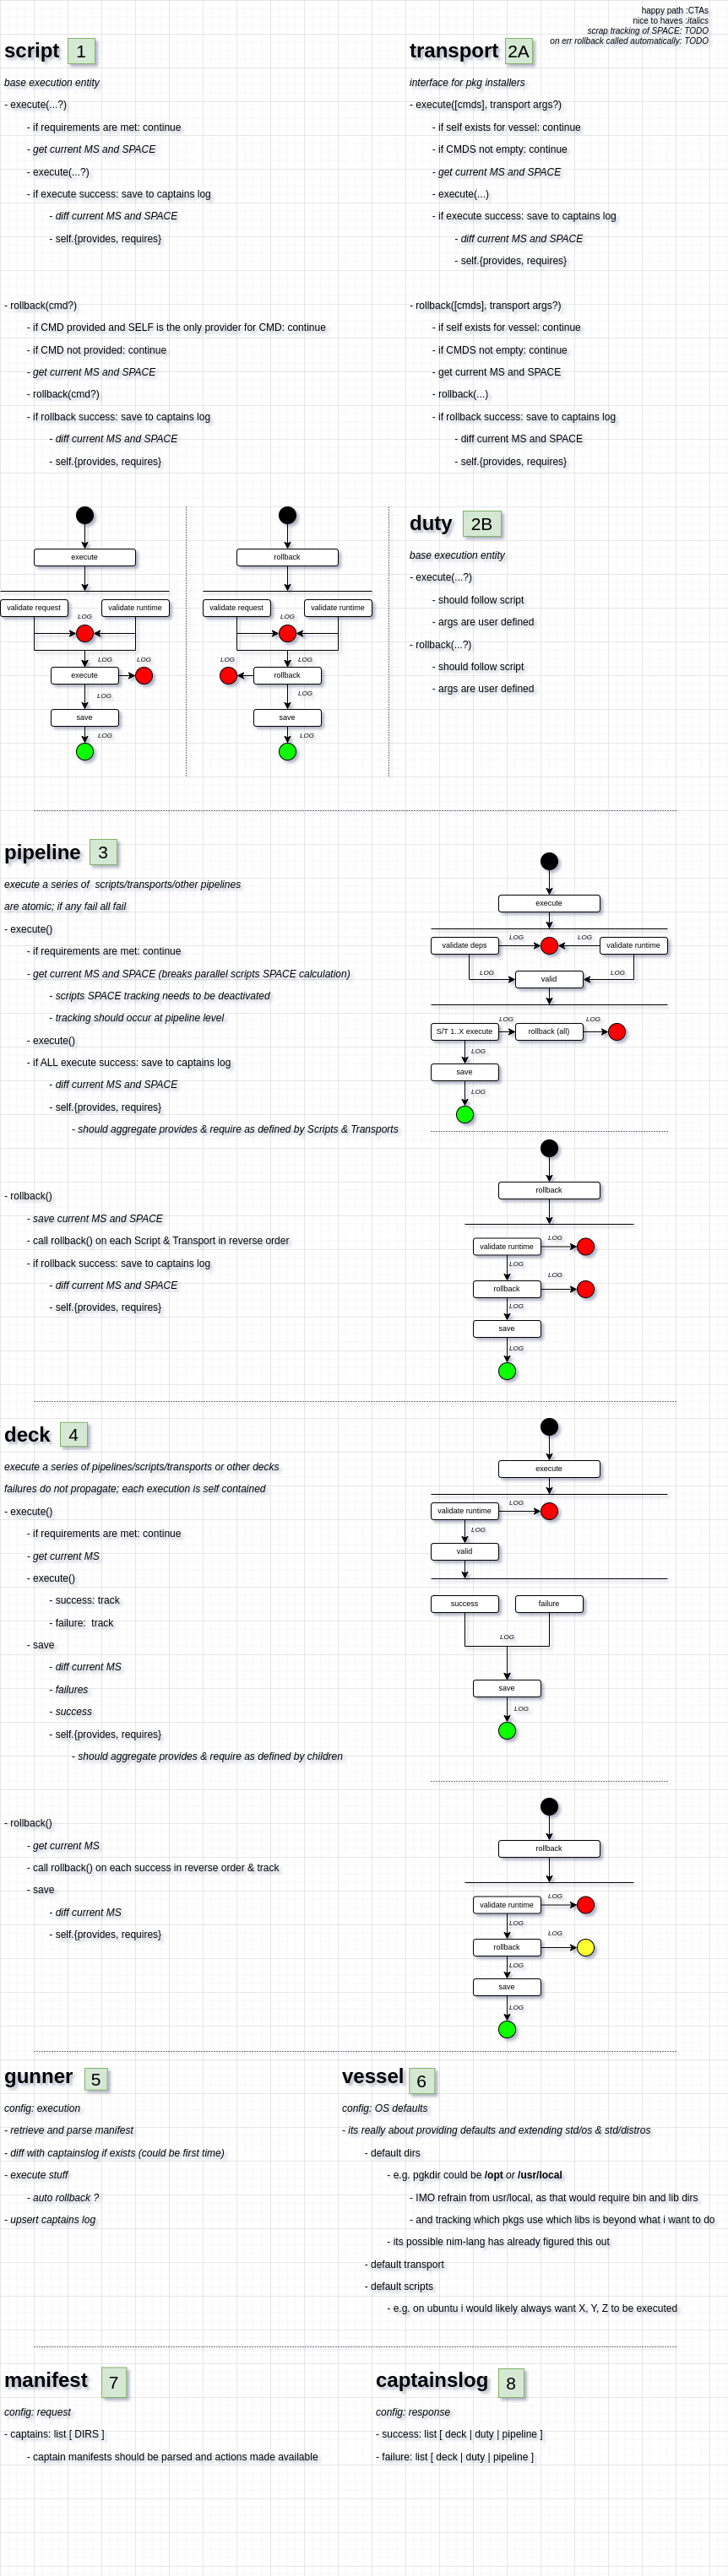 happy path :CTAs
nice to haves :italics
scrap tracking of SPACE: TODO
on err rollback called automatically: TODO
script 1
base execution entity
- execute(...?)
- if requirements are met: continue
- get current MS and SPACE
- execute(...?)
- if execute success: save to captains log
- diff current MS and SPACE
- self.{provides, requires}
- rollback(cmd?)
- if CMD provided and SELF is the only provider for CMD: continue
- if CMD not provided: continue
- get current MS and SPACE
- rollback(cmd?)
- if rollback success: save to captains log
- diff current MS and SPACE
- self.{provides, requires}
transport 2A
interface for pkg installers
- execute([cmds], transport args?)
- if self exists for vessel: continue
- if CMDS not empty: continue
- get current MS and SPACE
- execute(...)
- if execute success: save to captains log
- diff current MS and SPACE
- self.{provides, requires}
- rollback([cmds], transport args?)
- if self exists for vessel: continue
- if CMDS not empty: continue
- get current MS and SPACE
- rollback(...)
- if rollback success: save to captains log
- diff current MS and SPACE
- self.{provides, requires}
execute
validate request
validate runtime
LOG
LOG
LOG
execute
LOG
save
LOG
rollback
validate request
validate runtime
LOG
LOG
LOG
rollback
LOG
save
LOG
duty 2B
base execution entity
- execute(...?)
- should follow script
- args are user defined
- rollback(...?)
- should follow script
- args are user defined
pipeline 3
execute a series of  scripts/transports/other pipelines
are atomic; if any fail all fail
- execute()
- if requirements are met: continue
- get current MS and SPACE (breaks parallel scripts SPACE calculation)
- scripts SPACE tracking needs to be deactivated
- tracking should occur at pipeline level
- execute()
- if ALL execute success: save to captains log
- diff current MS and SPACE
- self.{provides, requires}
- should aggregate provides & require as defined by Scripts & Transports
- rollback()
- save current MS and SPACE
- call rollback() on each Script & Transport in reverse order
- if rollback success: save to captains log
- diff current MS and SPACE
- self.{provides, requires}
execute
validate deps
LOG
LOG
validate runtime
LOG
valid
LOG
S/T 1..X execute
LOG
rollback (all)
LOG
LOG
save
LOG
rollback
validate runtime
LOG
LOG
rollback
LOG
LOG
save
LOG
deck 4
execute a series of pipelines/scripts/transports or other decks
failures do not propagate; each execution is self contained
- execute()
- if requirements are met: continue
- get current MS
- execute()
- success: track
- failure:  track
- save
- diff current MS
- failures
- success
- self.{provides, requires}
- should aggregate provides & require as defined by children
- rollback()
- get current MS
- call rollback() on each success in reverse order & track
- save
- diff current MS
- self.{provides, requires}
execute
validate runtime
LOG
LOG
valid
success
failure
LOG
save
LOG
rollback
validate runtime
LOG
LOG
rollback
LOG
LOG
save
LOG
gunner 5
config: execution
- retrieve and parse manifest
- diff with captainslog if exists (could be first time)
- execute stuff
- auto rollback ?
- upsert captains log
vessel 6
config: OS defaults
- its really about providing defaults and extending std/os & std/distros
- default dirs
- e.g. pgkdir could be /opt or /usr/local
- IMO refrain from usr/local, as that would require bin and lib dirs
- and tracking which pkgs use which libs is beyond what i want to do
- its possible nim-lang has already figured this out
- default transport
- default scripts
- e.g. on ubuntu i would likely always want X, Y, Z to be executed
manifest 7
config: request
- captains: list [ DIRS ]
- captain manifests should be parsed and actions made available
captainslog 8
config: response
- success: list [ deck | duty | pipeline ]
- failure: list [ deck | duty | pipeline ]